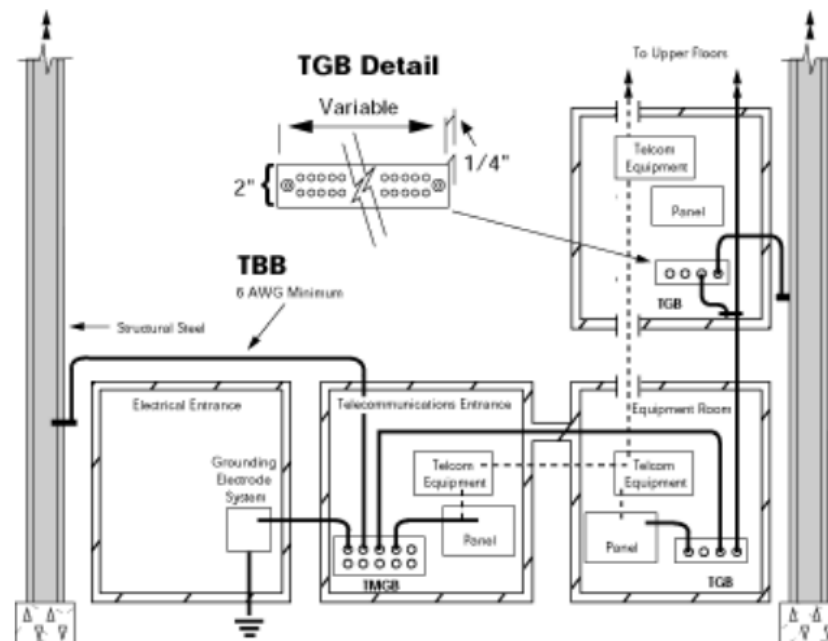 To Upper Floors
TGB Detail
Variable
1/4"
2"
Telcom
Equipment
Panel
TGB
TBB
6 AWG Minimum
Structural Steel
Electrical Entrance
Telecommunications Entrance
Equipment Room
Grounding
Electrode
System
Telcom
Equipment
Telcom
Equipment
Panel
Panel
TMGB
TGB